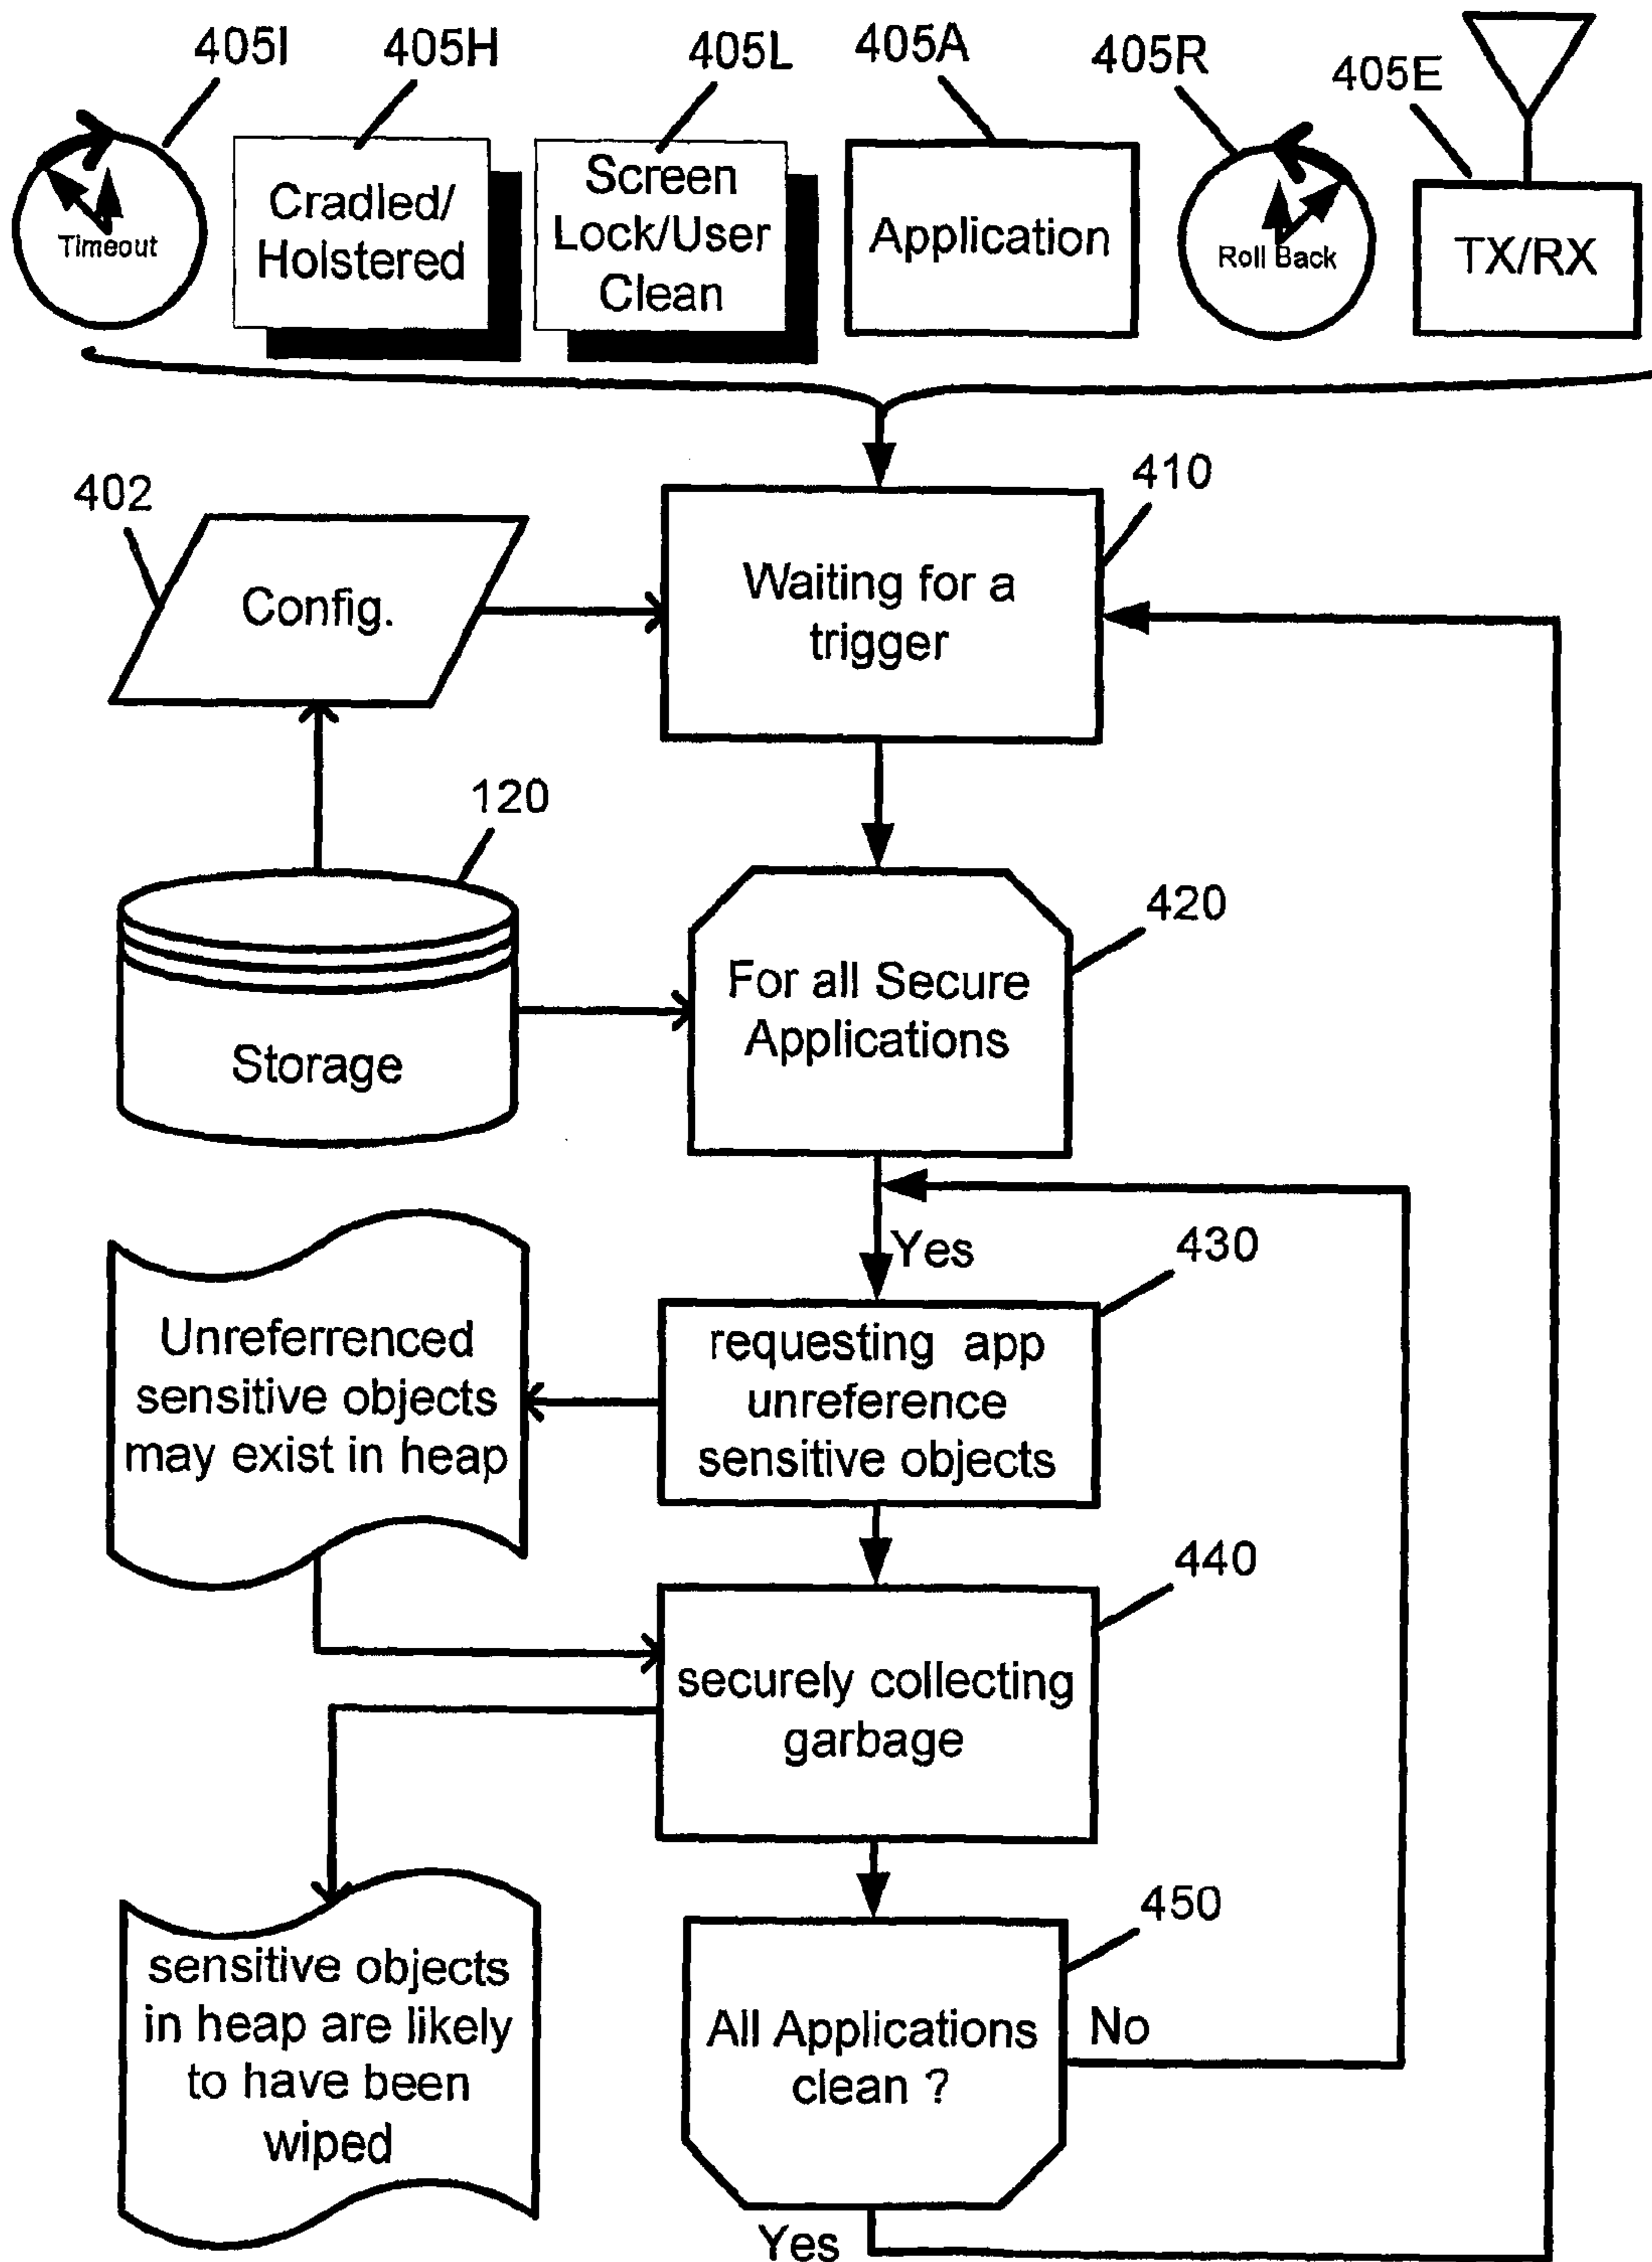 405I
405H
405L
405A
405R
405E
Timeout
Cradled/
Holstered
Screen
Lock/User
Clean
Application
Roll Back
TX/RX
402
410
Config.
Waiting for a
trigger
120
420
Storage
For all Secure
Applications
Yes
430
Unreferrenced
sensitive objects
may exist in heap
requesting app
unreference
sensitive objects
440
securely collecting
garbage
450
sensitive objects
in heap are likely
to have been
wiped
All Applications
clean ?
No
Yes